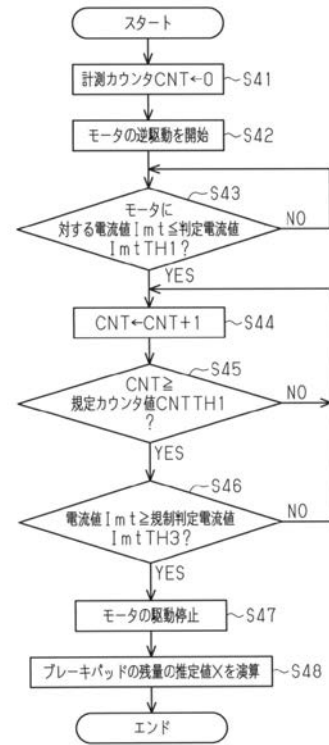 スタート
計測カウンタCNT←0
S41
モータの逆駆動を開始
S42
S43
モータに
対する電流値Imt≦判定電流値
ImtTH1?
NO
YES
CNT←CNT+1
S44
S45
CNT≧
規定カウンタ値CNTTH1
?
NO
YES
S46
電流値Imt≧規制判定電流値
ImtTH3?
NO
YES
モータの駆動停止
S47
ブレーキパッドの残量の推定値Xを演算
S48
エンド